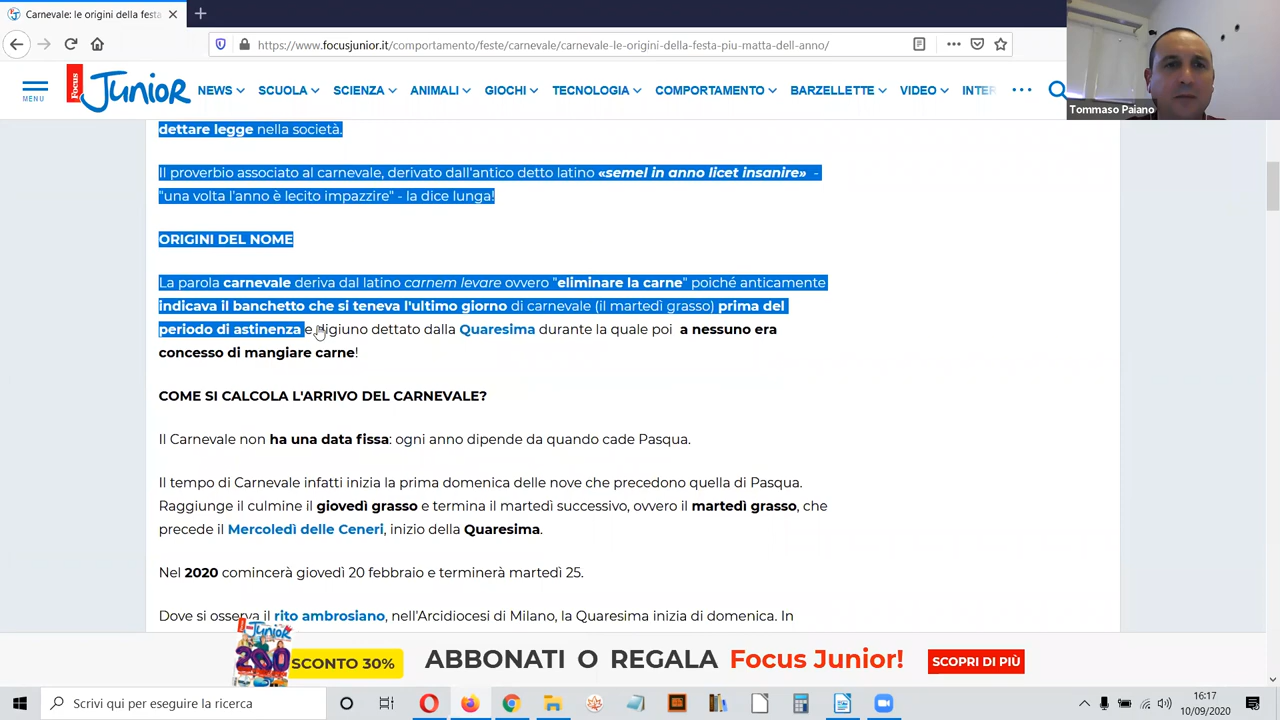 Carnevale: le origini della festa
https://www.focusjunior.it/comportamento/feste/carnevale/carnevale-le-origini-della-festa-piu-matta-dell-anno/
MENU
Focus Junior
NEWS SCUOLA SCIENZA ANIMALI GIOCHI TECNOLOGIA COMPORTAMENTO BARZELLETTE VIDEO INTER
Tommaso Paiano
dettare legge nella società.
Il proverbio associato al carnevale, derivato dall'antico detto latino «semel in anno licet insanire» -
"una volta l'anno è lecito impazzire" - la dice lunga!
ORIGINI DEL NOME
La parola carnevale deriva dal latino carnem levare ovvero "eliminare la carne" poiché anticamente
indicava il banchetto che si teneva l'ultimo giorno di carnevale (il martedì grasso) prima del
periodo di astinenza e digiuno dettato dalla Quaresima durante la quale poi a nessuno era
concesso di mangiare carne!
COME SI CALCOLA L'ARRIVO DEL CARNEVALE?
Il Carnevale non ha una data fissa: ogni anno dipende da quando cade Pasqua.
Il tempo di Carnevale infatti inizia la prima domenica delle nove che precedono quella di Pasqua.
Raggiunge il culmine il giovedì grasso e termina il martedì successivo, ovvero il martedì grasso, che
precede il Mercoledì delle Ceneri, inizio della Quaresima.
Nel 2020 comincerà giovedì 20 febbraio e terminerà martedì 25.
Dove si osserva il rito ambrosiano, nell'Arcidiocesi di Milano, la Quaresima inizia di domenica. In
Junior
200
SCONTO 30%
ABBONATI O REGALA Focus Junior!
SCOPRI DI PIÙ
Scrivi qui per eseguire la ricerca
16:17
10/09/2020